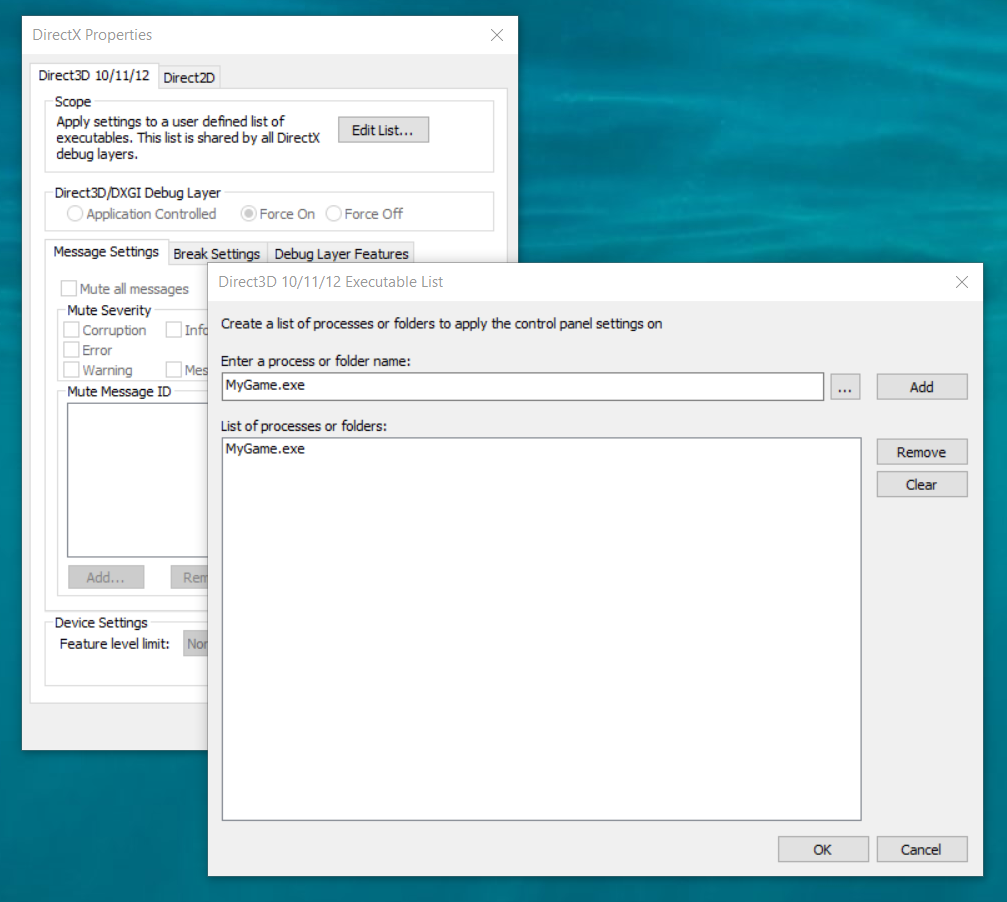 DirectX Properties
Direct3D 10/11/12
Direct2D
Scope
Apply settings to a user defined list of
executables. This list is shared by all DirectX
debug layers.
Edit List...
Direct3D/DXGI Debug Layer
Application Controlled
Force On
Force Off
Message Settings
Break Settings
Debug Layer Features
Mute all messages
Mute Severity
Corruption
Error
Warning
Mute Message ID
Add...
Device Settings
Feature level limit:
Direct3D 10/11/12 Executable List
Create a list of processes or folders to apply the control panel settings on
Enter a process or folder name:
MyGame.exe
...
Add
List of processes or folders:
MyGame.exe
Remove
Clear
OK
Cancel